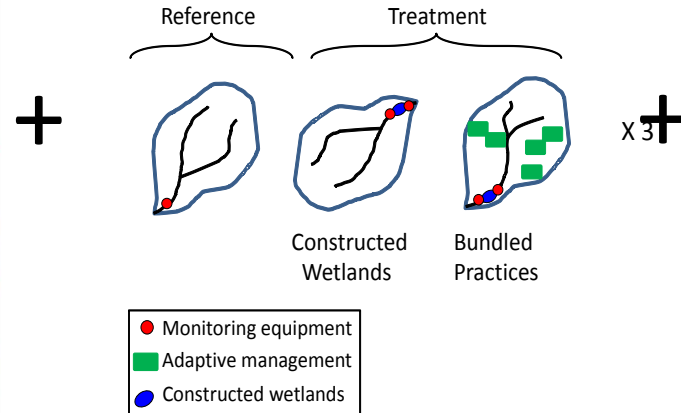 Reference
Treatment
X 3
Constructed
Wetlands
Bundled
Practices
Monitoring equipment
Adaptive management
Constructed wetlands